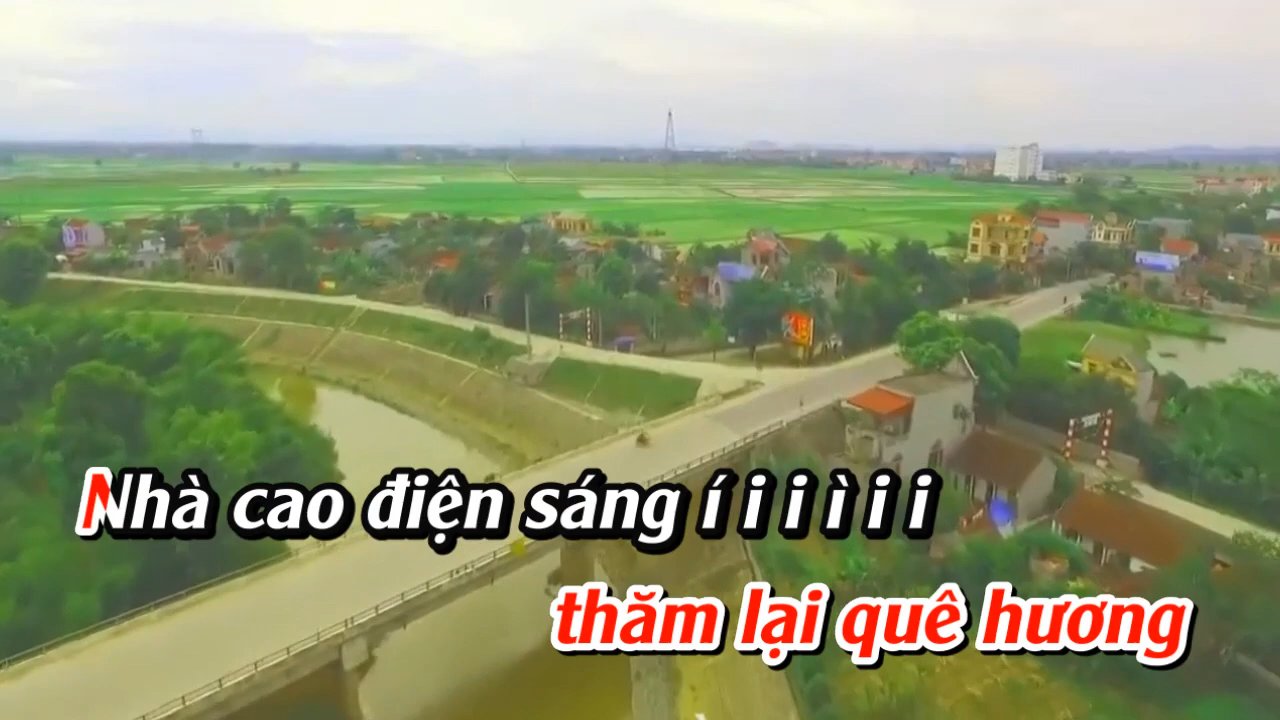 Nhà cao điện sáng í i i ì i i
thăm lại quê hương